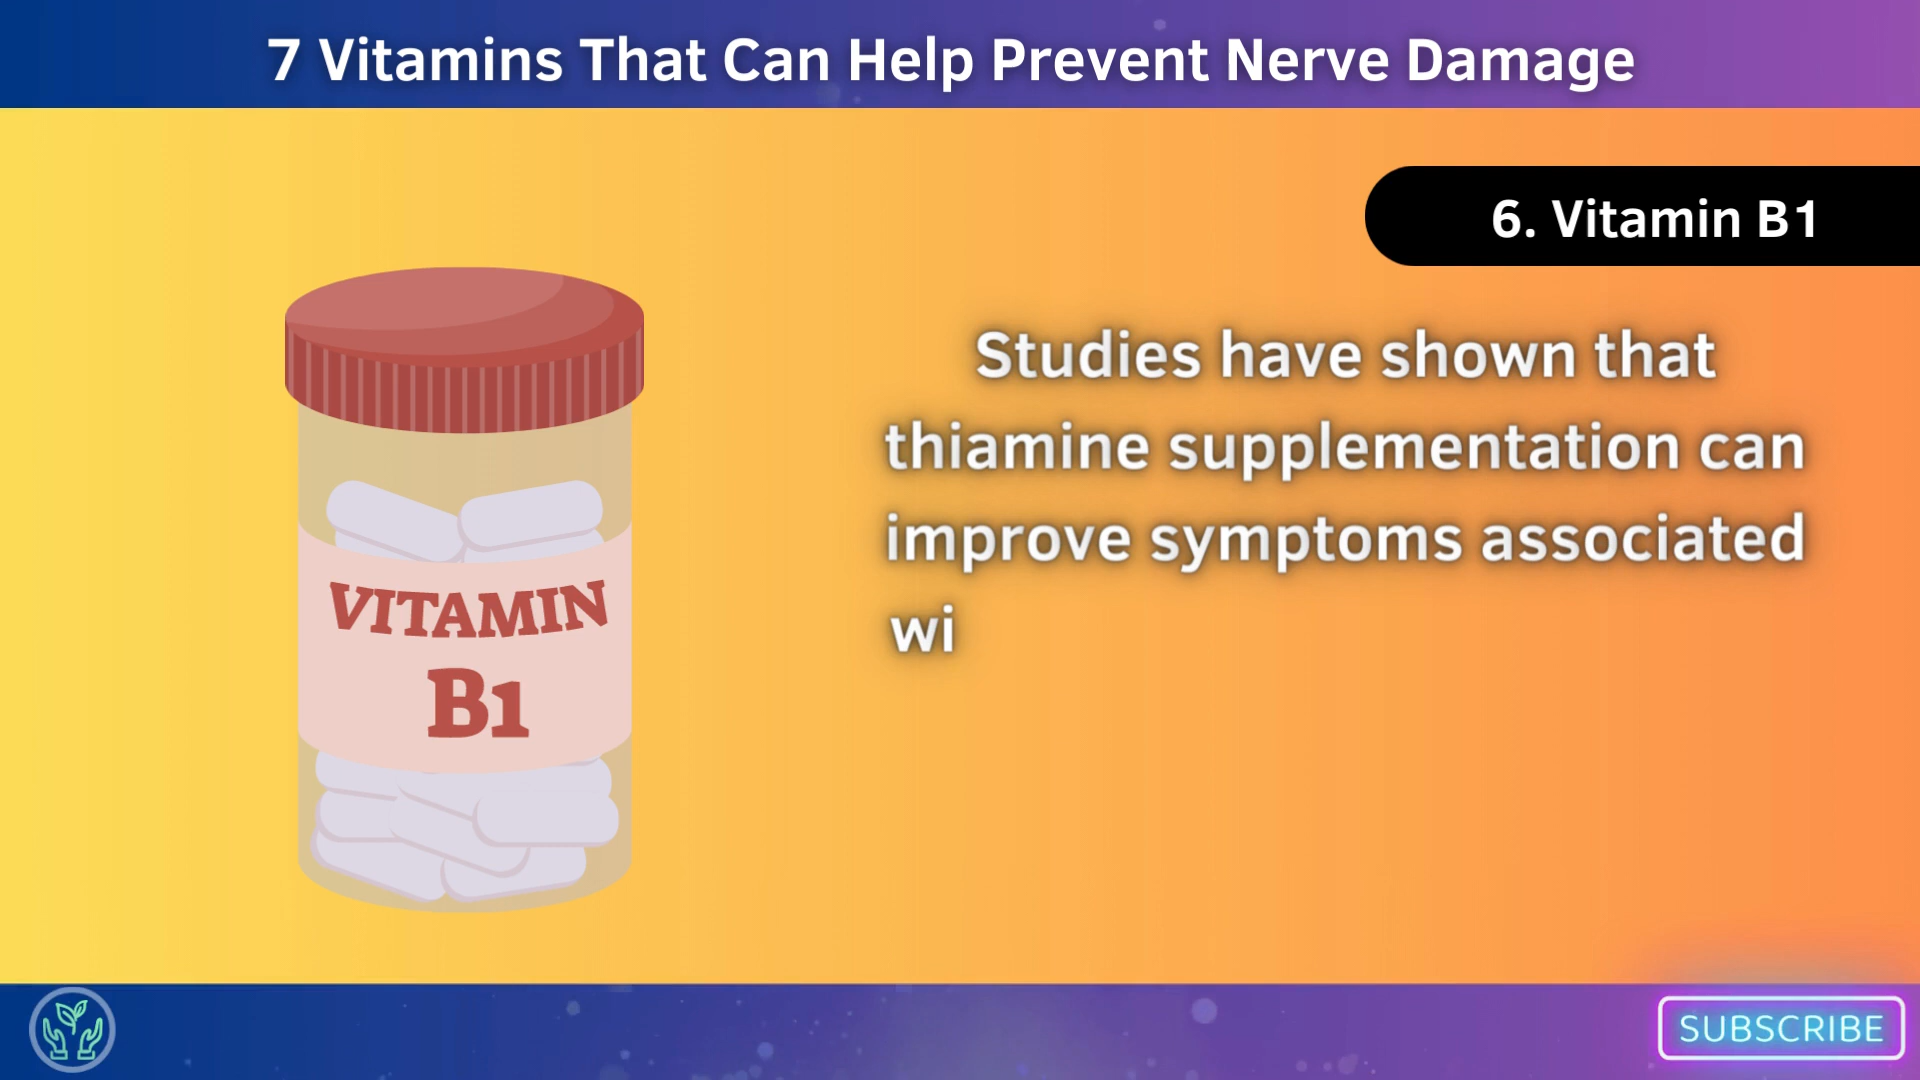 7 Vitamins That Can Help Prevent Nerve Damage
6. Vitamin B1
Studies have shown that
thiamine supplementation can
improve symptoms associated
wi
VITAMIN
B1
SUBSCRIBE